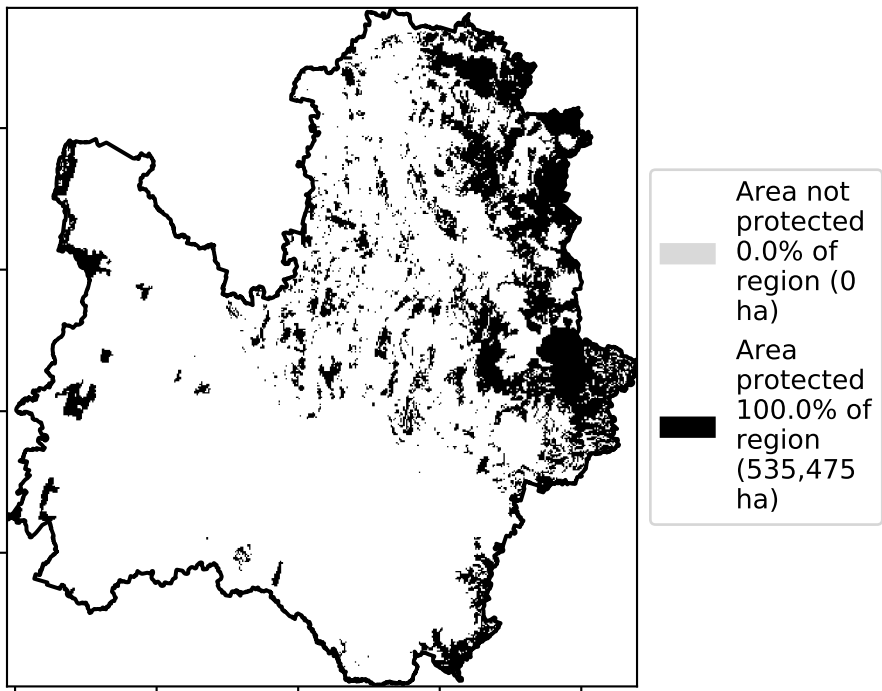 Area not
protected
0.0% of
region (0
ha)
Area
protected
100.0% of
region
(535,475
ha)